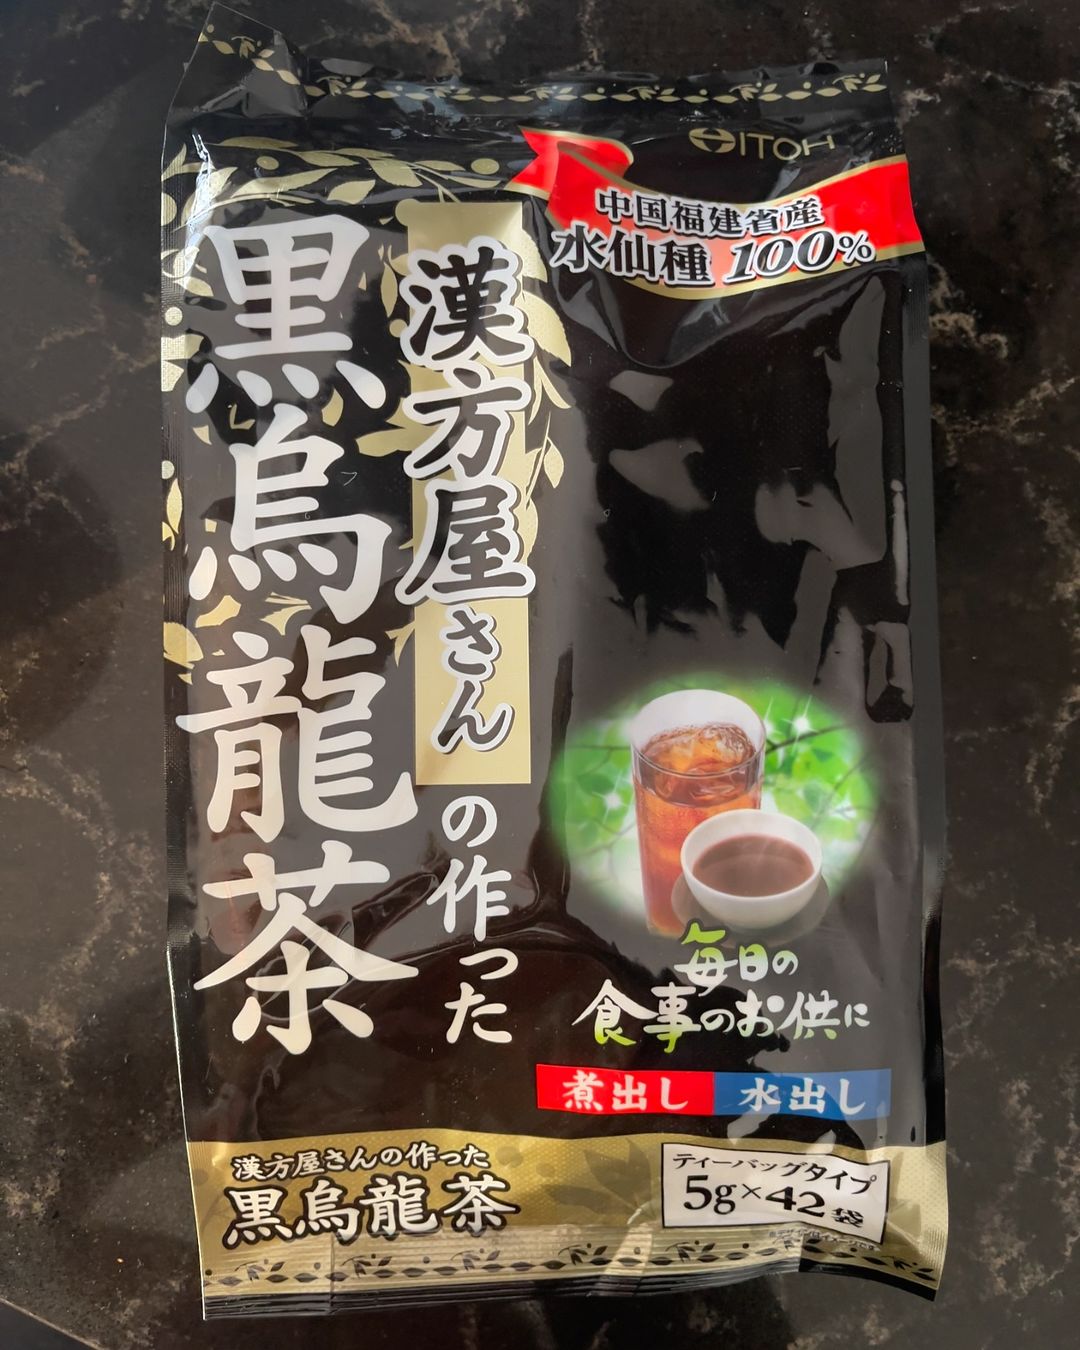 ITOH
中国福建省産
水仙種 100%
漢方屋さんの作った
黒烏龍茶
毎日の
食事のお供に
煮出し 水出し
漢方屋さんの作った
黒烏龍茶
ティーバッグタイプ
5g×42袋